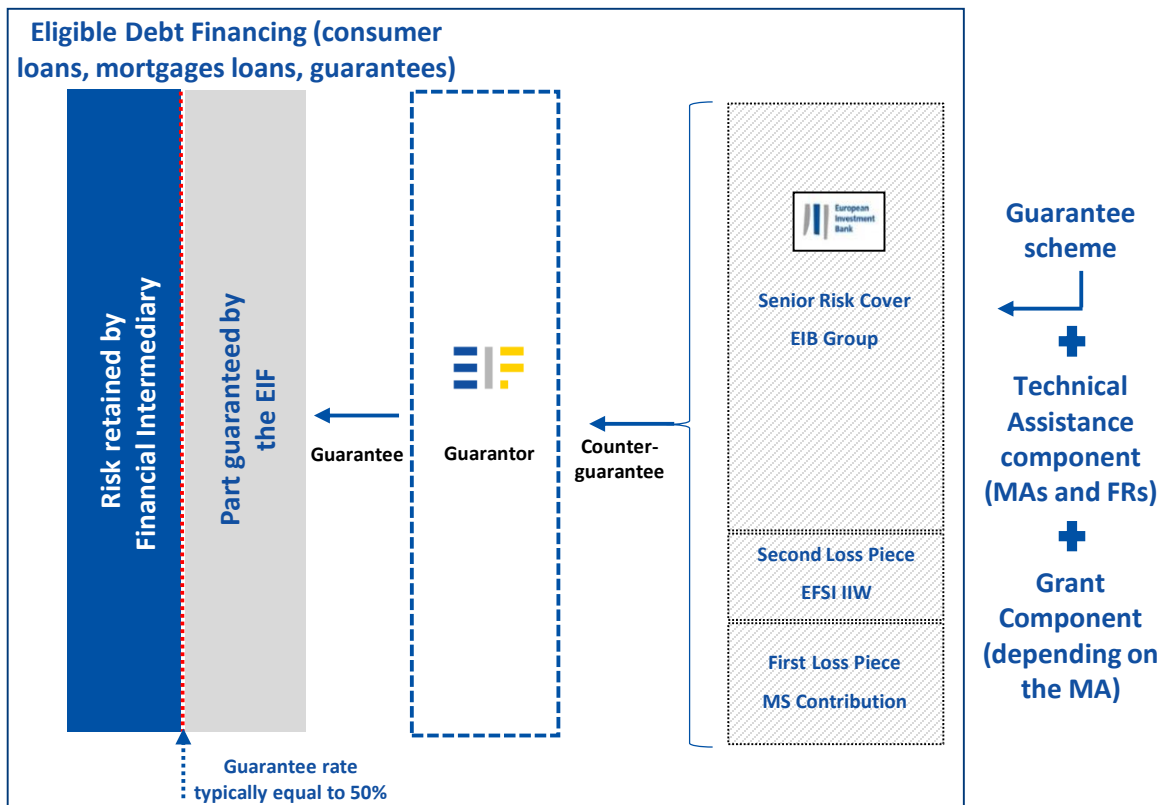 Eligible Debt Financing (consumer
loans, mortgages loans, guarantees)
Risk retained by
Financial Intermediary
Part guaranteed by
the EIF
Guarantee
EIF
Guarantor
Counter-
guarantee
European
Investment
Bank
Senior Risk Cover
EIB Group
Second Loss Piece
EFSI IIW
First Loss Piece
MS Contribution
Guarantee rate
typically equal to 50%
Guarantee
scheme
Technical
Assistance
component
(MAs and FRs)
Grant
Component
(depending on
the MA)